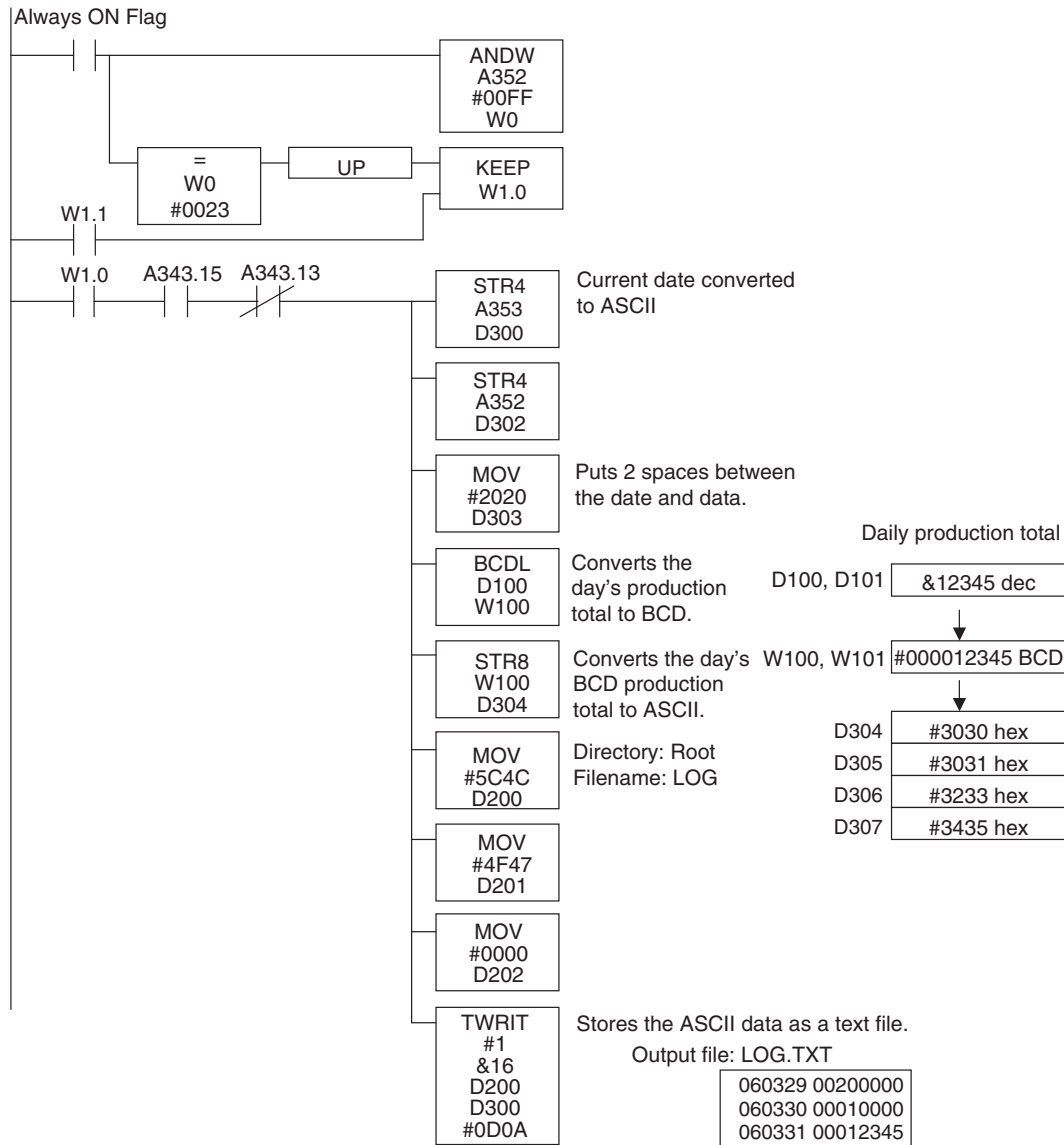 Always ON Flag
ANDW
A352
#00FF
W0
=
W0
#0023
UP
KEEP
W1.0
W1.1
W1.0 A343.15 A343.13
STR4
A353
D300
Current date converted
to ASCII
STR4
A352
D302
MOV
#2020
D303
Puts 2 spaces between
the date and data.
Daily production total
BCDL
D100
W100
Converts the
day's production
total to BCD.
D100, D101 &12345 dec
STR8
W100
D304
Converts the day's
BCD production
total to ASCII.
W100, W101 #000012345 BCD
D304 #3030 hex
D305 #3031 hex
D306 #3233 hex
D307 #3435 hex
MOV
#5C4C
D200
Directory: Root
Filename: LOG
MOV
#4F47
D201
MOV
#0000
D202
TWRIT
#1
&16
D200
D300
#0D0A
Stores the ASCII data as a text file.
Output file: LOG.TXT
060329 00200000
060330 00010000
060331 00012345